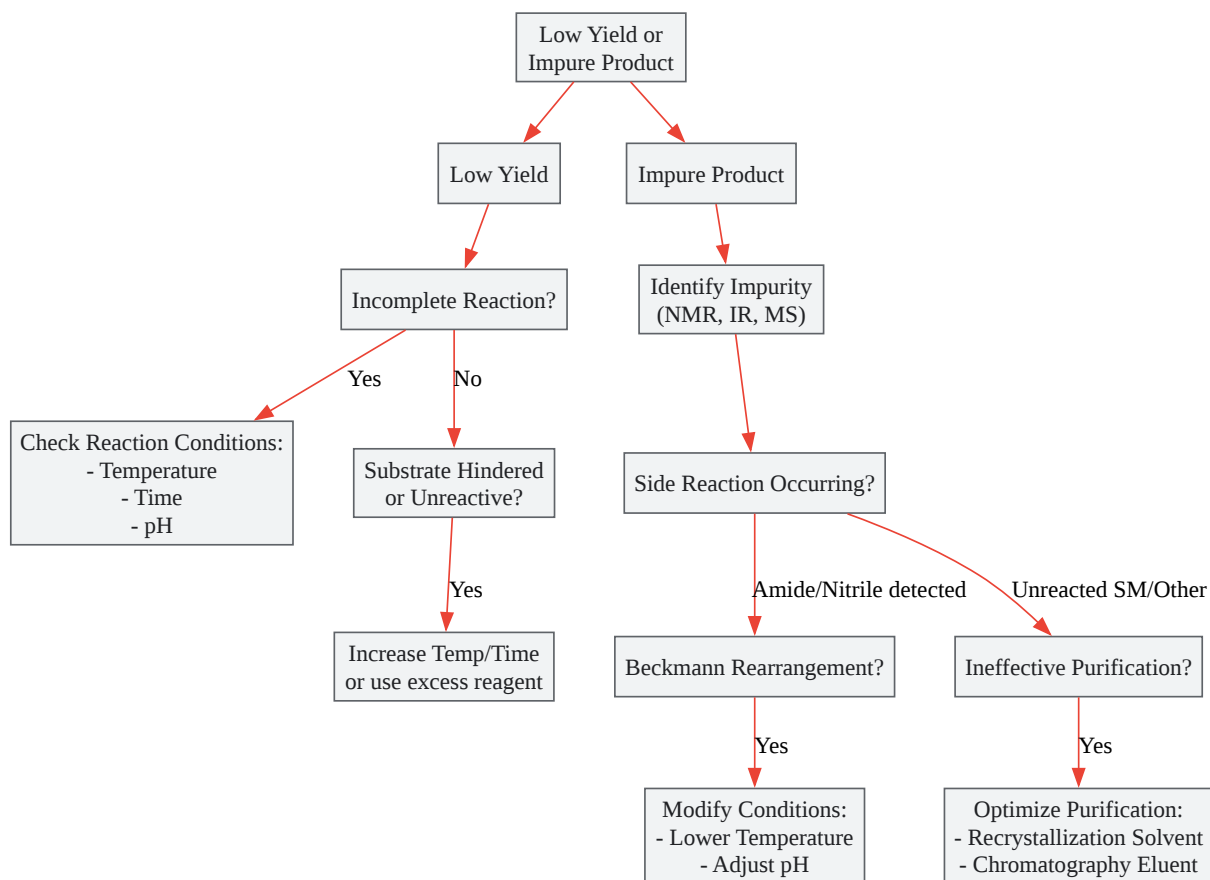 Low Yield or
Impure Product
Low Yield
Impure Product
Incomplete Reaction?
Identify Impurity
(NMR, IR, MS)
Yes
No
Check Reaction Conditions:
- Temperature
- Time
- pH
Substrate Hindered
or Unreactive?
Side Reaction Occurring?
Yes
Amide/Nitrile detected
Unreacted SM/Other
Increase Temp/Time
or use excess reagent
Beckmann Rearrangement?
Ineffective Purification?
Yes
Yes
Modify Conditions:
- Lower Temperature
- Adjust pH
Optimize Purification:
- Recrystallization Solvent
- Chromatography Eluent